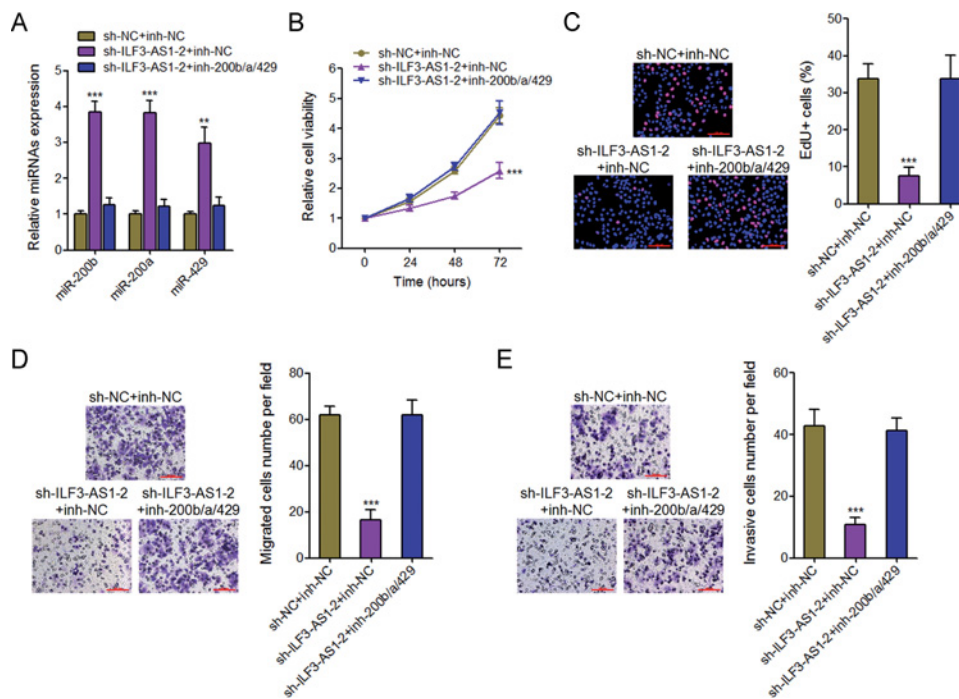 A
sh-NC+inh-NC
sh-ILF3-AS1-2+inh-NC
sh-ILF3-AS1-2+inh-200b/a/429
Relative miRNAs expression
5
4
3
2
1
0
***
***
**
miR-200b
miR-200a
miR-429
B
sh-NC+inh-NC
sh-ILF3-AS1-2+inh-NC
sh-ILF3-AS1-2+inh-200b/a/429
Relative cell viability
6
5
4
3
2
1
0
***
0
24
48
72
Time (hours)
C
sh-NC+inh-NC
sh-ILF3-AS1-2
+inh-NC
sh-ILF3-AS1-2
+inh-200b/a/429
EdU+ cells (%)
50
40
30
20
10
0
***
sh-NC+inh-NC
sh-ILF3-AS1-2+inh-NC
sh-ILF3-AS1-2+inh-200b/a/429
D
sh-NC+inh-NC
sh-ILF3-AS1-2
+inh-NC
sh-ILF3-AS1-2
+inh-200b/a/429
Migrated cells numbe per field
80
60
40
20
0
***
sh-NC+inh-NC
sh-ILF3-AS1-2+inh-NC
sh-ILF3-AS1-2+inh-200b/a/429
E
sh-NC+inh-NC
sh-ILF3-AS1-2
+inh-NC
sh-ILF3-AS1-2
+inh-200b/a/429
Invasive cells number per field
60
40
20
0
***
sh-NC+inh-NC
sh-ILF3-AS1-2+inh-NC
sh-ILF3-AS1-2+inh-200b/a/429